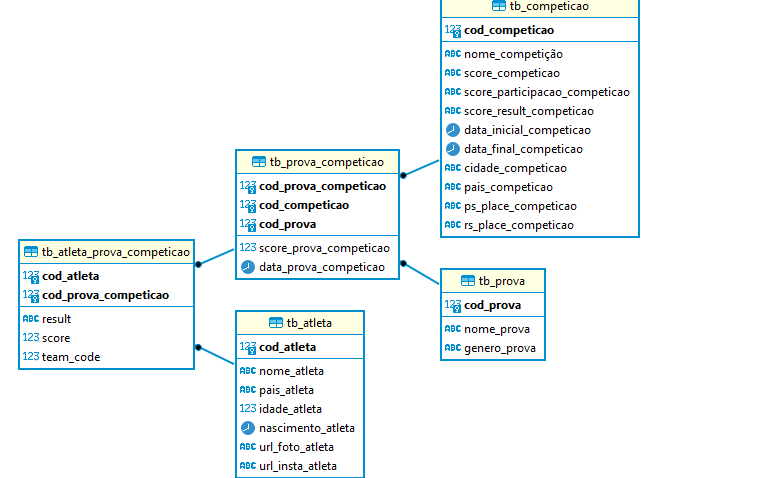 tb_competicao
cod_competicao
nome_competição
score_competicao
score_participacao_competicao
score_result_competicao
data_inicial_competicao
data_final_competicao
cidade_competicao
pais_competicao
ps_place_competicao
rs_place_competicao
tb_prova_competicao
cod_prova_competicao
cod_competicao
cod_prova
score_prova_competicao
data_prova_competicao
tb_atleta_prova_competicao
cod_atleta
cod_prova_competicao
result
score
team_code
tb_prova
cod_prova
nome_prova
genero_prova
tb_atleta
cod_atleta
nome_atleta
pais_atleta
idade_atleta
nascimento_atleta
url_foto_atleta
url_insta_atleta